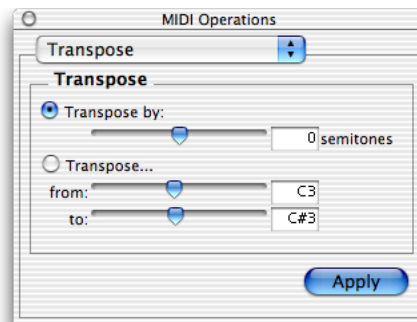 MIDI Operations
Transpose
Transpose
Transpose by:
0 semitones
Transpose...
from: C3
to: C#3
Apply